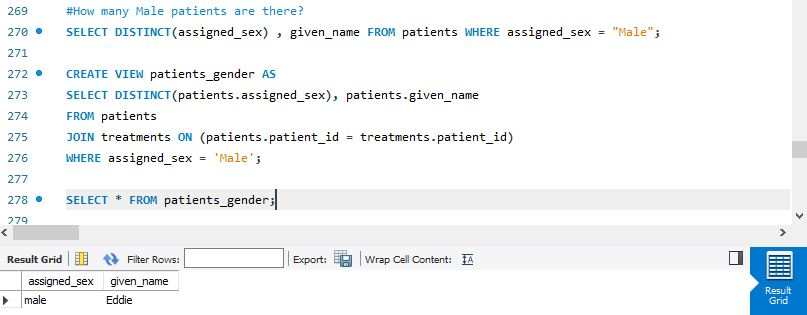 269 #How many Male patients are there?
270 SELECT DISTINCT(assigned_sex) , given_name FROM patients WHERE assigned_sex = "Male";
271
272 CREATE VIEW patients_gender AS
273 SELECT DISTINCT(patients.assigned_sex), patients.given_name
274 FROM patients
275 JOIN treatments ON (patients.patient_id = treatments.patient_id)
276 WHERE assigned_sex = 'Male';
277
278 SELECT * FROM patients_gender;
279
Result Grid Filter Rows: Export: Wrap Cell Content: IA
assigned_sex given_name
male Eddie
Result
Grid